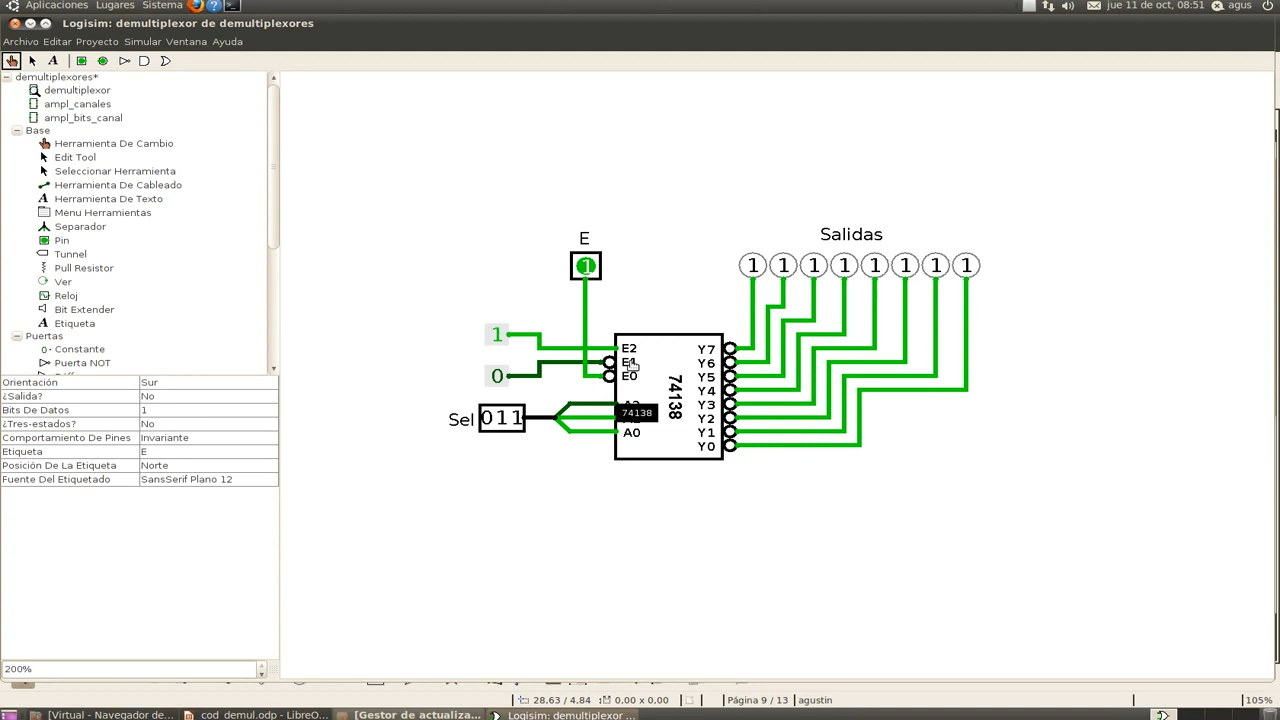 Aplicaciones Lugares Sistema
jue 11 de oct, 08:51 agus
Logisim: demultiplexor de demultiplexores
Archivo Editar Proyecto Simular Ventana Ayuda
demultiplexores*
demultiplexor
ampl_canales
ampl_bits_canal
Base
Herramienta De Cambio
Edit Tool
Seleccionar Herramienta
Herramienta De Cableado
Herramienta De Texto
Menu Herramientas
Separador
Pin
Tunnel
Pull Resistor
Ver
Reloj
Bit Extender
Etiqueta
Puertas
Constante
Puerta NOT
Orientación Sur
¿Salida? No
Bits De Datos 1
¿Tres-estados? No
Comportamiento De Pines Invariante
Etiqueta E
Posición De La Etiqueta Norte
Fuente Del Etiquetado SansSerif Plano 12
200%
E
1
Salidas
1 1 1 1 1 1 1 1
1
0
Sel 011
E2
E1
E0
A0
74138
74138
Y7
Y6
Y5
Y4
Y3
Y2
Y1
Y0
28.63 / 4.84 0,00 x 0,00 Página 9 / 13 agustin 105%
[Virtual - Navegador de... cod_demul.odp - LibreO... [Gestor de actualiza... Logisim: demultiplexor ...